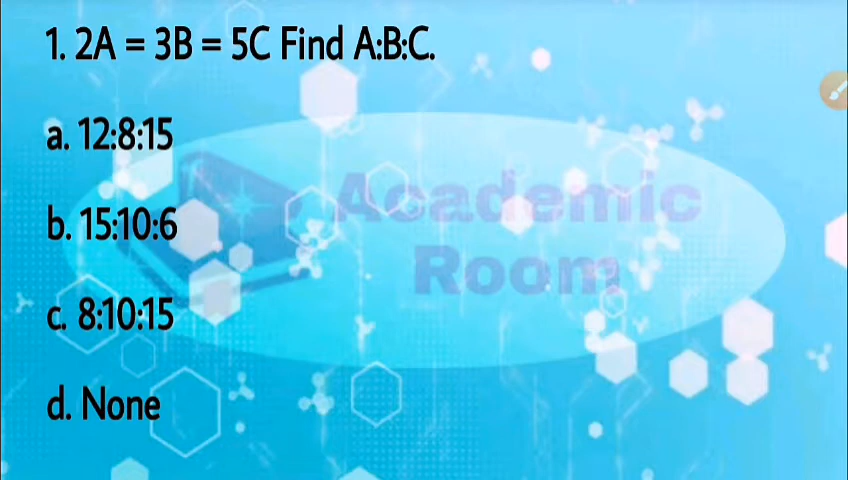 1. 2A = 3B = 5C Find A:B:C.
a. 12:8:15
b. 15:10:6
c. 8:10:15
d. None
Academic
Room